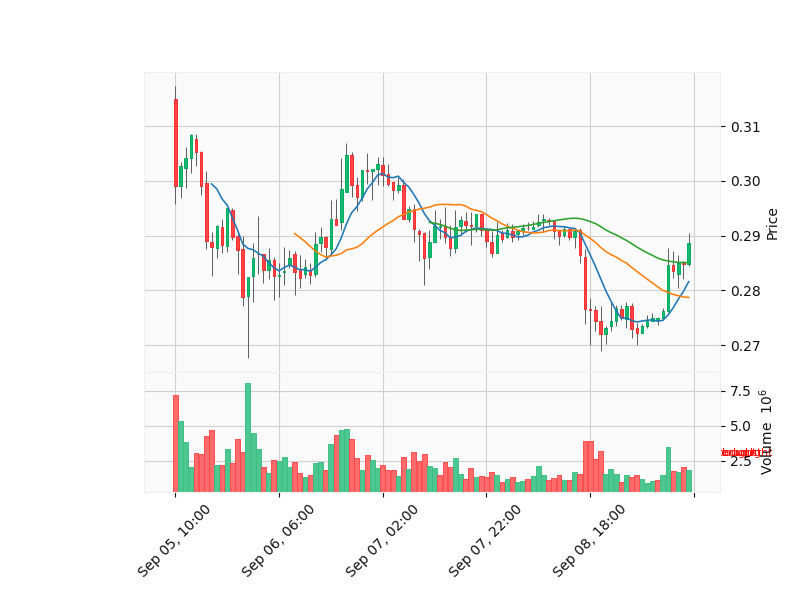 0.31
0.30
Price
0.29
0.28
0.27
7.5
5.0
Volume 10^6
2.5
Sep 05, 10:00
Sep 06, 06:00
Sep 07, 02:00
Sep 07, 22:00
Sep 08, 18:00